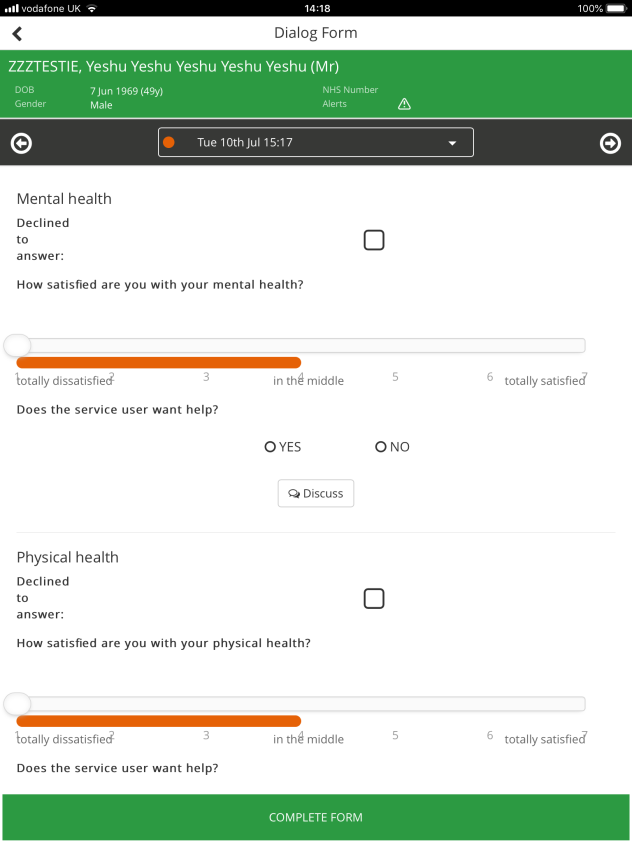 vodafone UK
14:18
100%
Dialog Form
ZZZTESTIE, Yeshu Yeshu Yeshu Yeshu Yeshu (Mr)
DOB
7 Jun 1969 (49y)
NHS Number
Gender
Male
Alerts
Tue 10th Jul 15:17
Mental health
Declined
to
answer:
How satisfied are you with your mental health?
1 2 3 4 5 6 7
totally dissatisfied in the middle totally satisfied
Does the service user want help?
YES NO
Discuss
Physical health
Declined
to
answer:
How satisfied are you with your physical health?
1 2 3 4 5 6 7
totally dissatisfied in the middle totally satisfied
Does the service user want help?
COMPLETE FORM